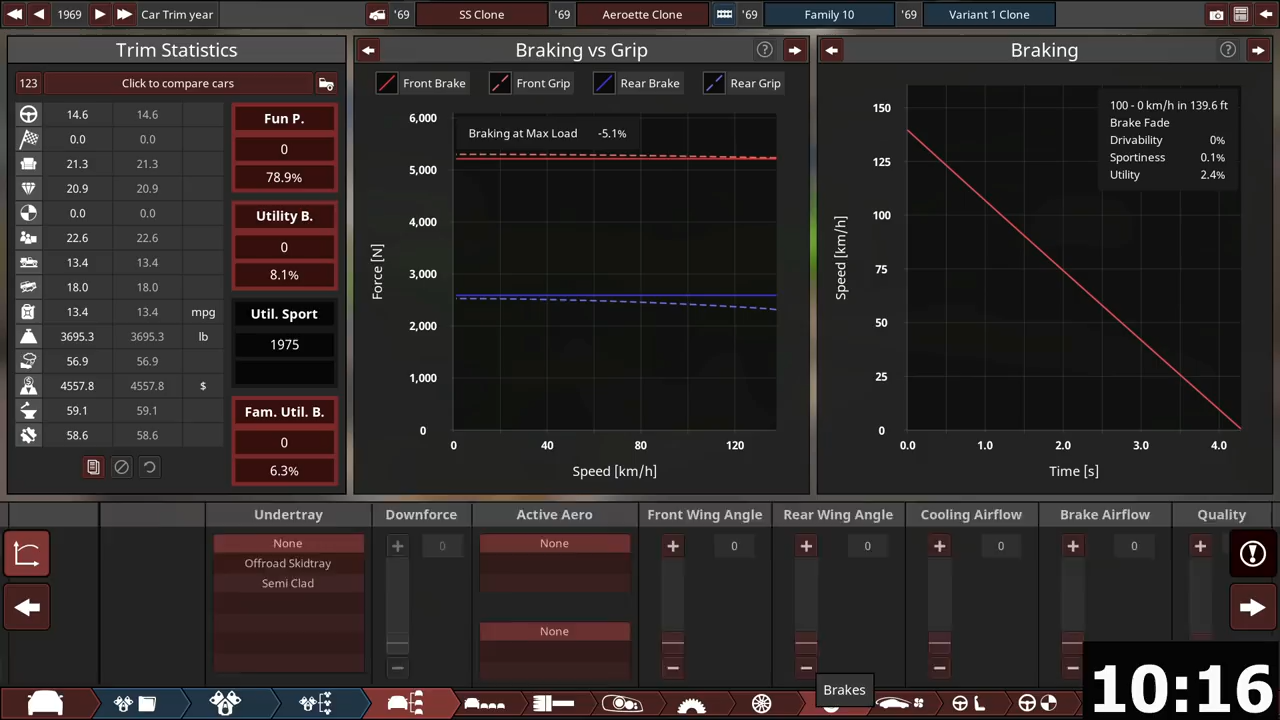 1969
Car Trim year
'69
SS Clone
'69
Aeroette Clone
'69
Family 10
'69
Variant 1 Clone
Trim Statistics
123
Click to compare cars
14.6 14.6
0.0 0.0
21.3 21.3
20.9 20.9
0.0 0.0
22.6 22.6
13.4 13.4
18.0 18.0
13.4 13.4 mpg
3695.3 3695.3 lb
56.9 56.9
4557.8 4557.8 $
59.1 59.1
58.6 58.6
Fun P.
0
78.9%
Utility B.
0
8.1%
Util. Sport
1975
Fam. Util. B.
0
6.3%
Braking vs Grip
?
Front Brake
Front Grip
Rear Brake
Rear Grip
Braking at Max Load -5.1%
Force [N]
6,000
5,000
4,000
3,000
2,000
1,000
0
0 40 80 120
Speed [km/h]
Braking
?
100 - 0 km/h in 139.6 ft
Brake Fade
Drivability 0%
Sportiness 0.1%
Utility 2.4%
Speed [km/h]
150
125
100
75
50
25
0
0.0 1.0 2.0 3.0 4.0
Time [s]
Undertray
None
Offroad Skidtray
Semi Clad
Downforce
0
Active Aero
None
None
Front Wing Angle
0
Rear Wing Angle
0
Cooling Airflow
0
Brake Airflow
0
Quality
Brakes
10:16